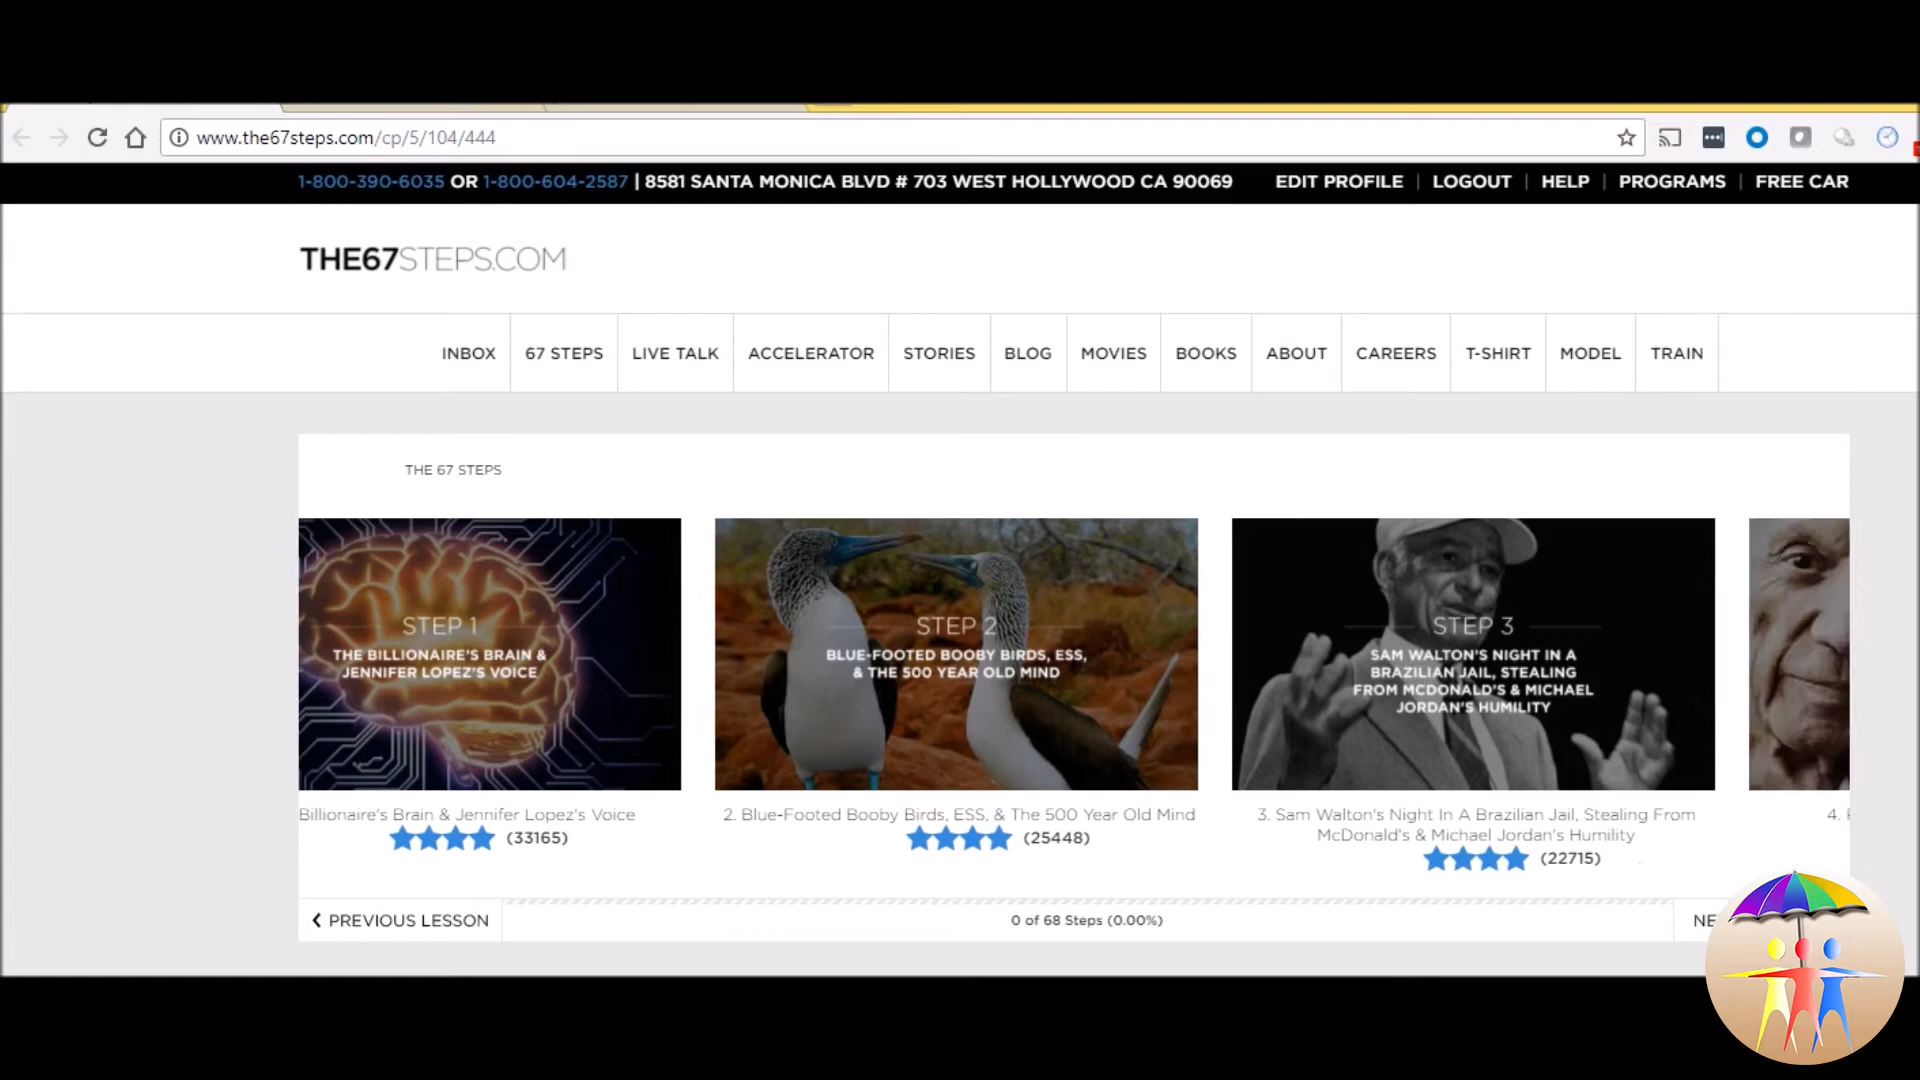 www.the67steps.com/cp/5/104/444
1-800-390-6035 OR 1-800-604-2587 | 8581 SANTA MONICA BLVD # 703 WEST HOLLYWOOD CA 90069 EDIT PROFILE | LOGOUT | HELP | PROGRAMS | FREE CAR
THE67STEPS.COM
INBOX 67 STEPS LIVE TALK ACCELERATOR STORIES BLOG MOVIES BOOKS ABOUT CAREERS T-SHIRT MODEL TRAIN
THE 67 STEPS
STEP 1
THE BILLIONAIRE'S BRAIN &
JENNIFER LOPEZ'S VOICE
Billionaire's Brain & Jennifer Lopez's Voice
(33165)
STEP 2
BLUE-FOOTED BOOBY BIRDS, ESS,
& THE 500 YEAR OLD MIND
2. Blue-Footed Booby Birds, ESS, & The 500 Year Old Mind
(25448)
STEP 3
SAM WALTON'S NIGHT IN A
BRAZILIAN JAIL, STEALING
FROM MCDONALD'S & MICHAEL
JORDAN'S HUMILITY
3. Sam Walton's Night In A Brazilian Jail, Stealing From
McDonald's & Michael Jordan's Humility
(22715)
4.
PREVIOUS LESSON
0 of 68 Steps (0.00%)